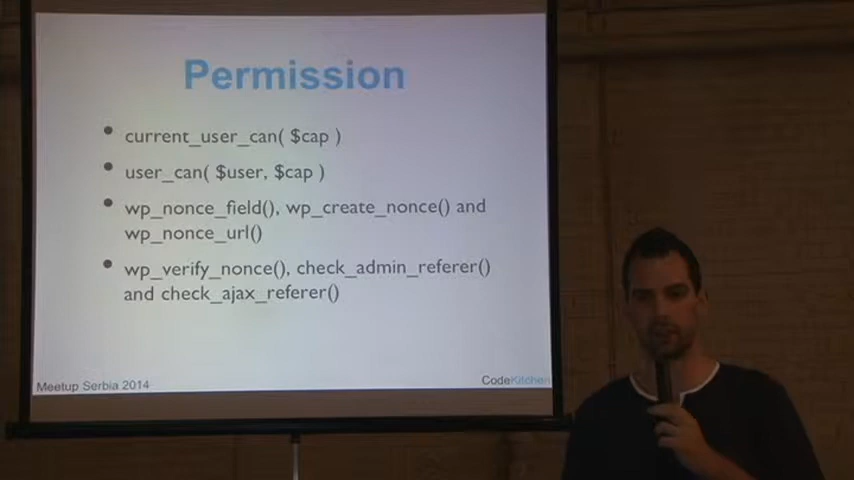 Permission
• current_user_can( $cap )
• user_can( $user, $cap )
• wp_nonce_field(), wp_create_nonce() and
wp_nonce_url()
• wp_verify_nonce(), check_admin_referer()
and check_ajax_referer()
Meetup Serbia 2014
CodeKitchen